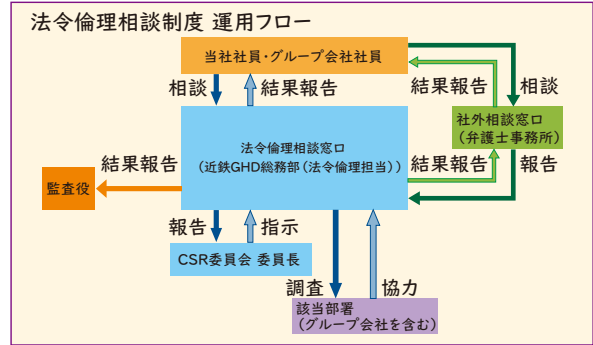 法令倫理相談制度 運用フロー
当社社員・グループ会社社員
相談
結果報告
結果報告
相談
社外相談窓口
(弁護士事務所)
法令倫理相談窓口
(近鉄GHD総務部(法令倫理担当))
結果報告
監査役
結果報告
報告
報告
指示
CSR委員会 委員長
調査
協力
該当部署
(グループ会社を含む)